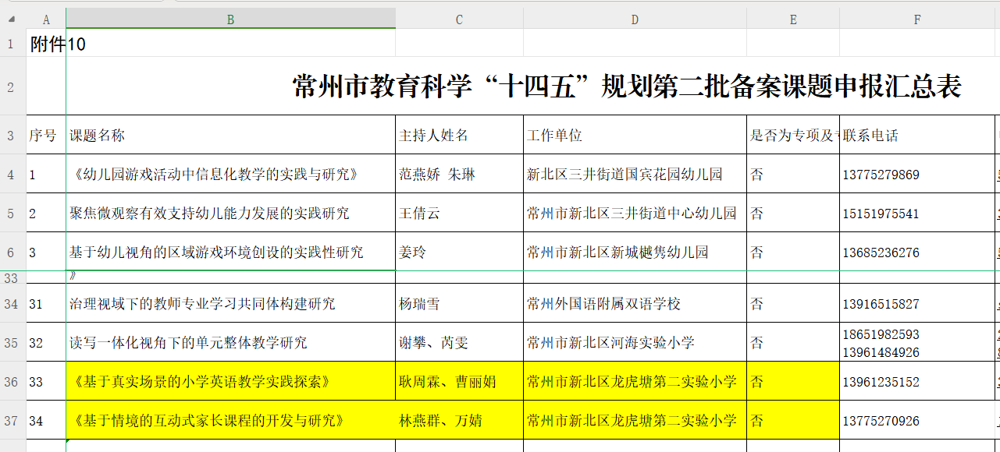 A B C D E F
1 附件10
2 常州市教育科学“十四五”规划第二批备案课题申报汇总表
3 序号 课题名称 主持人姓名 工作单位 是否为专项及 联系电话
4 1 《幼儿园游戏活动中信息化教学的实践与研究》 范燕娇 朱琳 新北区三井街道国宾花园幼儿园 否 13775279869
5 2 聚焦微观察有效支持幼儿能力发展的实践研究 王倩云 常州市新北区三井街道中心幼儿园 否 15151975541
6 3 基于幼儿视角的区域游戏环境创设的实践性研究 姜玲 常州市新北区新城樾隽幼儿园 否 13685236276
33 》
34 31 治理视域下的教师专业学习共同体构建研究 杨瑞雪 常州外国语附属双语学校 否 13916515827
35 32 读写一体化视角下的单元整体教学研究 谢攀、芮雯 常州市新北区河海实验小学 否 18651982593
13961484926
36 33 《基于真实场景的小学英语教学实践探索》 耿周霖、曹丽娟 常州市新北区龙虎塘第二实验小学 否 13961235152
37 34 《基于情境的互动式家长课程的开发与研究》 林燕群、万婧 常州市新北区龙虎塘第二实验小学 否 13775270926